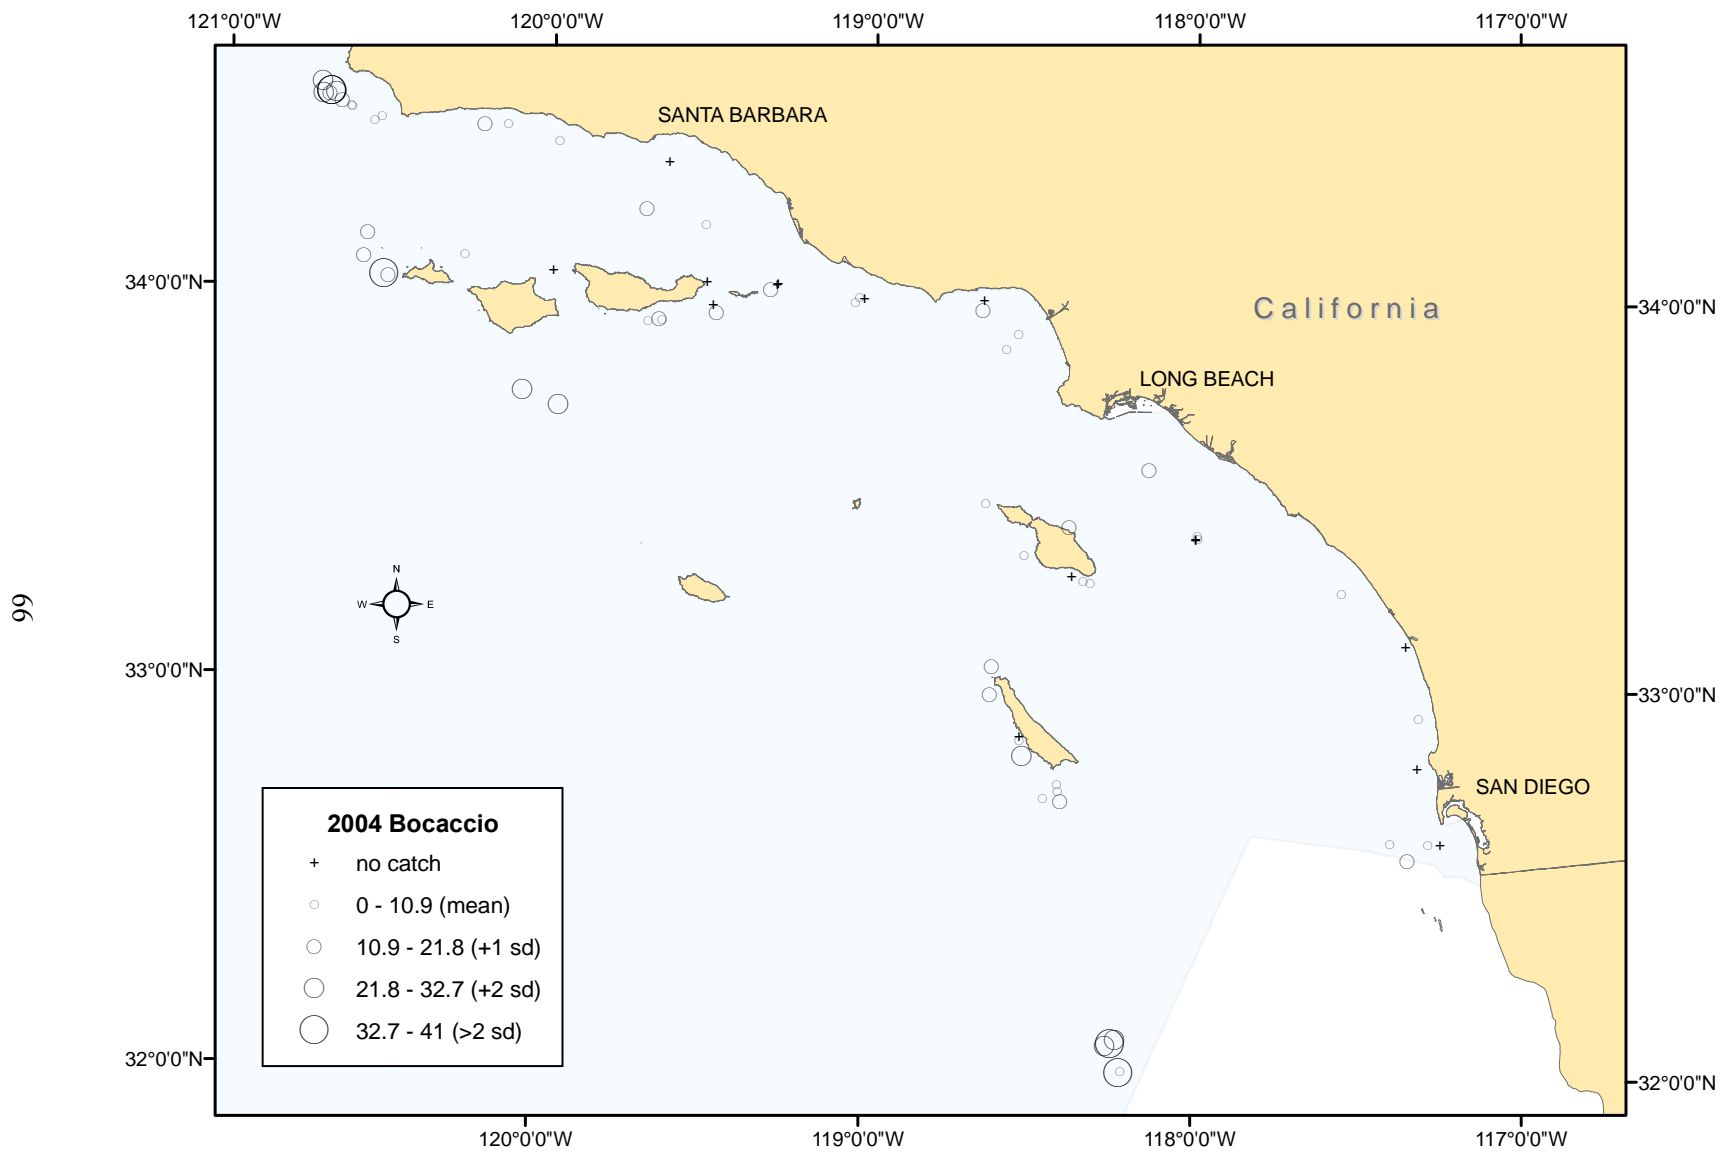 121°0'0"W 120°0'0"W 119°0'0"W 118°0'0"W 117°0'0"W
SANTA BARBARA
34°0'0"N
California
34°0'0"N
LONG BEACH
N
W E
S
99
33°0'0"N
33°0'0"N
SAN DIEGO
2004 Bocaccio
+ no catch
0 - 10.9 (mean)
10.9 - 21.8 (+1 sd)
21.8 - 32.7 (+2 sd)
32.7 - 41 (>2 sd)
32°0'0"N
32°0'0"N
120°0'0"W 119°0'0"W 118°0'0"W 117°0'0"W